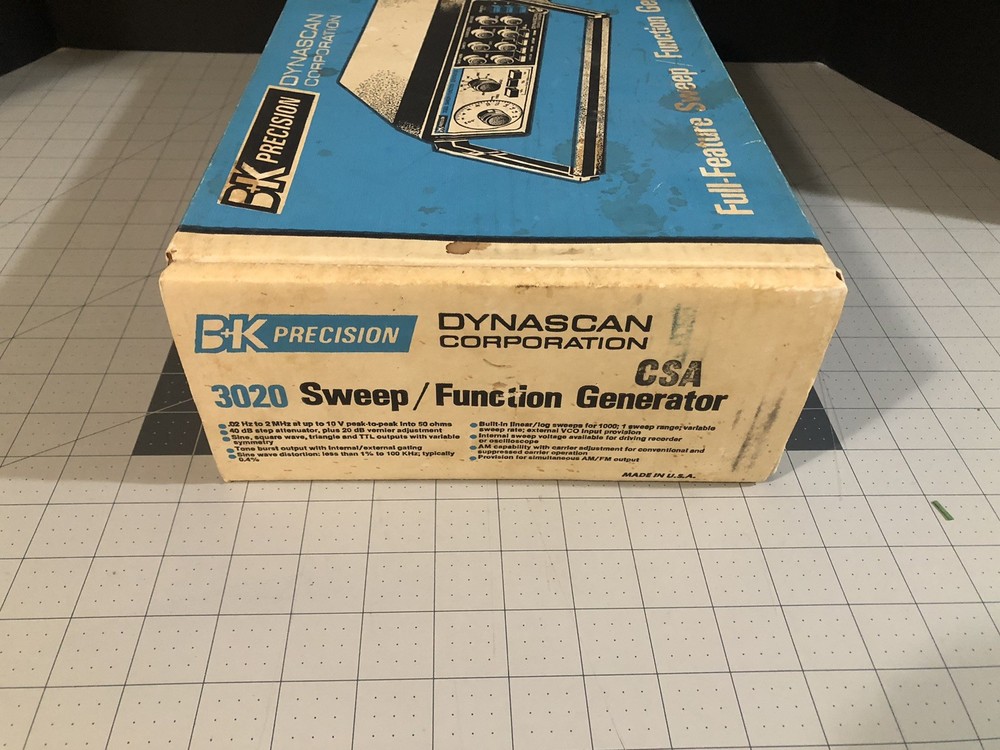 DYNASCAN
CORPORATION
B+K PRECISION
Full-Feature Sweep/Function Ge
B+K PRECISION
DYNASCAN
CORPORATION
CSA
3020 Sweep/Function Generator
.02 Hz to 2 MHz at up to 10 V peak-to-peak into 50 ohms
40 dB step attenuator, plus 20 dB vernier adjustment
Sine, square wave, triangle and TTL outputs with variable
symmetry
Tone burst output with internal/external gating
Sine wave distortion: less than 1% to 100 KHz; typically
0.4%
Built-in linear/log sweeps for 1000; 1 sweep range; variable
sweep rate; external VCO input provision
Internal sweep voltage available for driving recorder
or oscilloscope
AM capability with carrier adjustment for conventional and
suppressed carrier operation
Provision for simultaneous AM/FM output
MADE IN U.S.A.